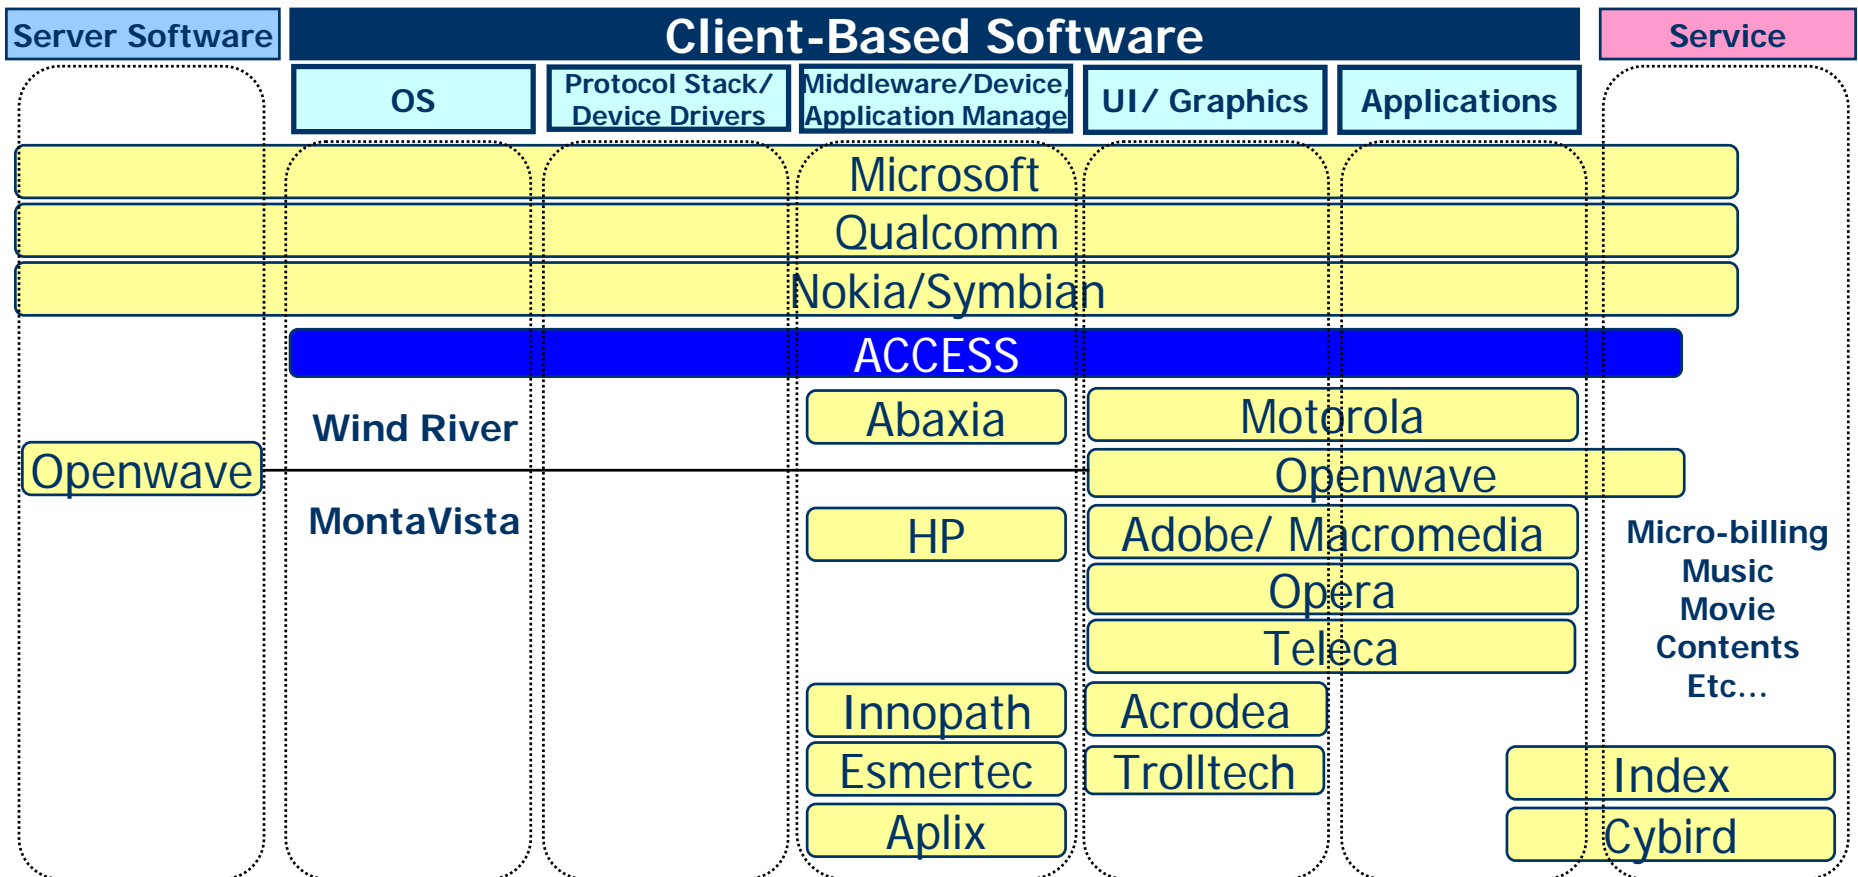 Server Software
Client-Based Software
Service
OS
Protocol Stack/
Device Drivers
Middleware/Device,
Application Manage
UI/ Graphics
Applications
Microsoft
Qualcomm
Nokia/Symbian
ACCESS
Wind River
Abaxia
Motorola
Openwave
Openwave
MontaVista
HP
Adobe/ Macromedia
Opera
Teleca
Micro-billing
Music
Movie
Contents
Etc...
Innopath
Acrodea
Esmertec
Trolltech
Index
Aplix
Cybird